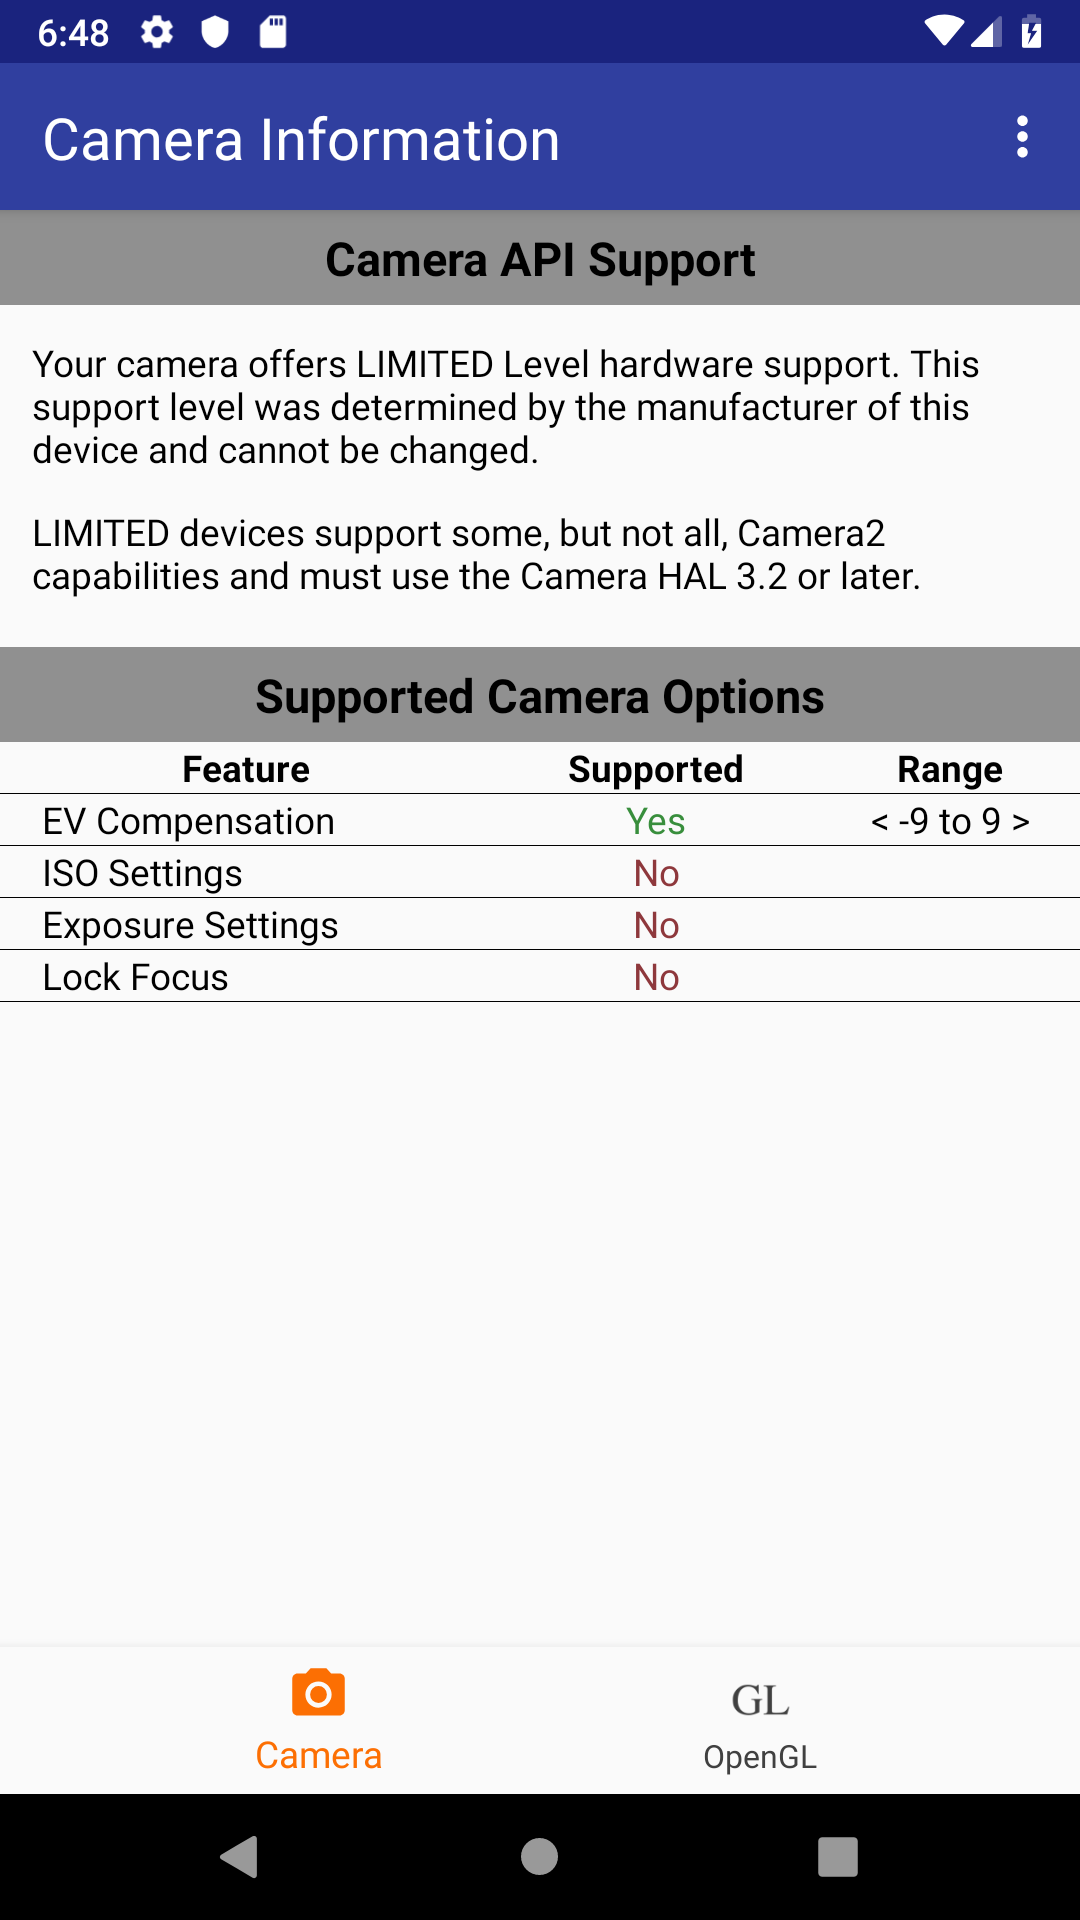 6:48
Camera Information
Camera API Support
Your camera offers LIMITED Level hardware support. This
support level was determined by the manufacturer of this
device and cannot be changed.
LIMITED devices support some, but not all, Camera2
capabilities and must use the Camera HAL 3.2 or later.
Supported Camera Options
Feature Supported Range
EV Compensation Yes < -9 to 9 >
ISO Settings No
Exposure Settings No
Lock Focus No
GL
Camera OpenGL